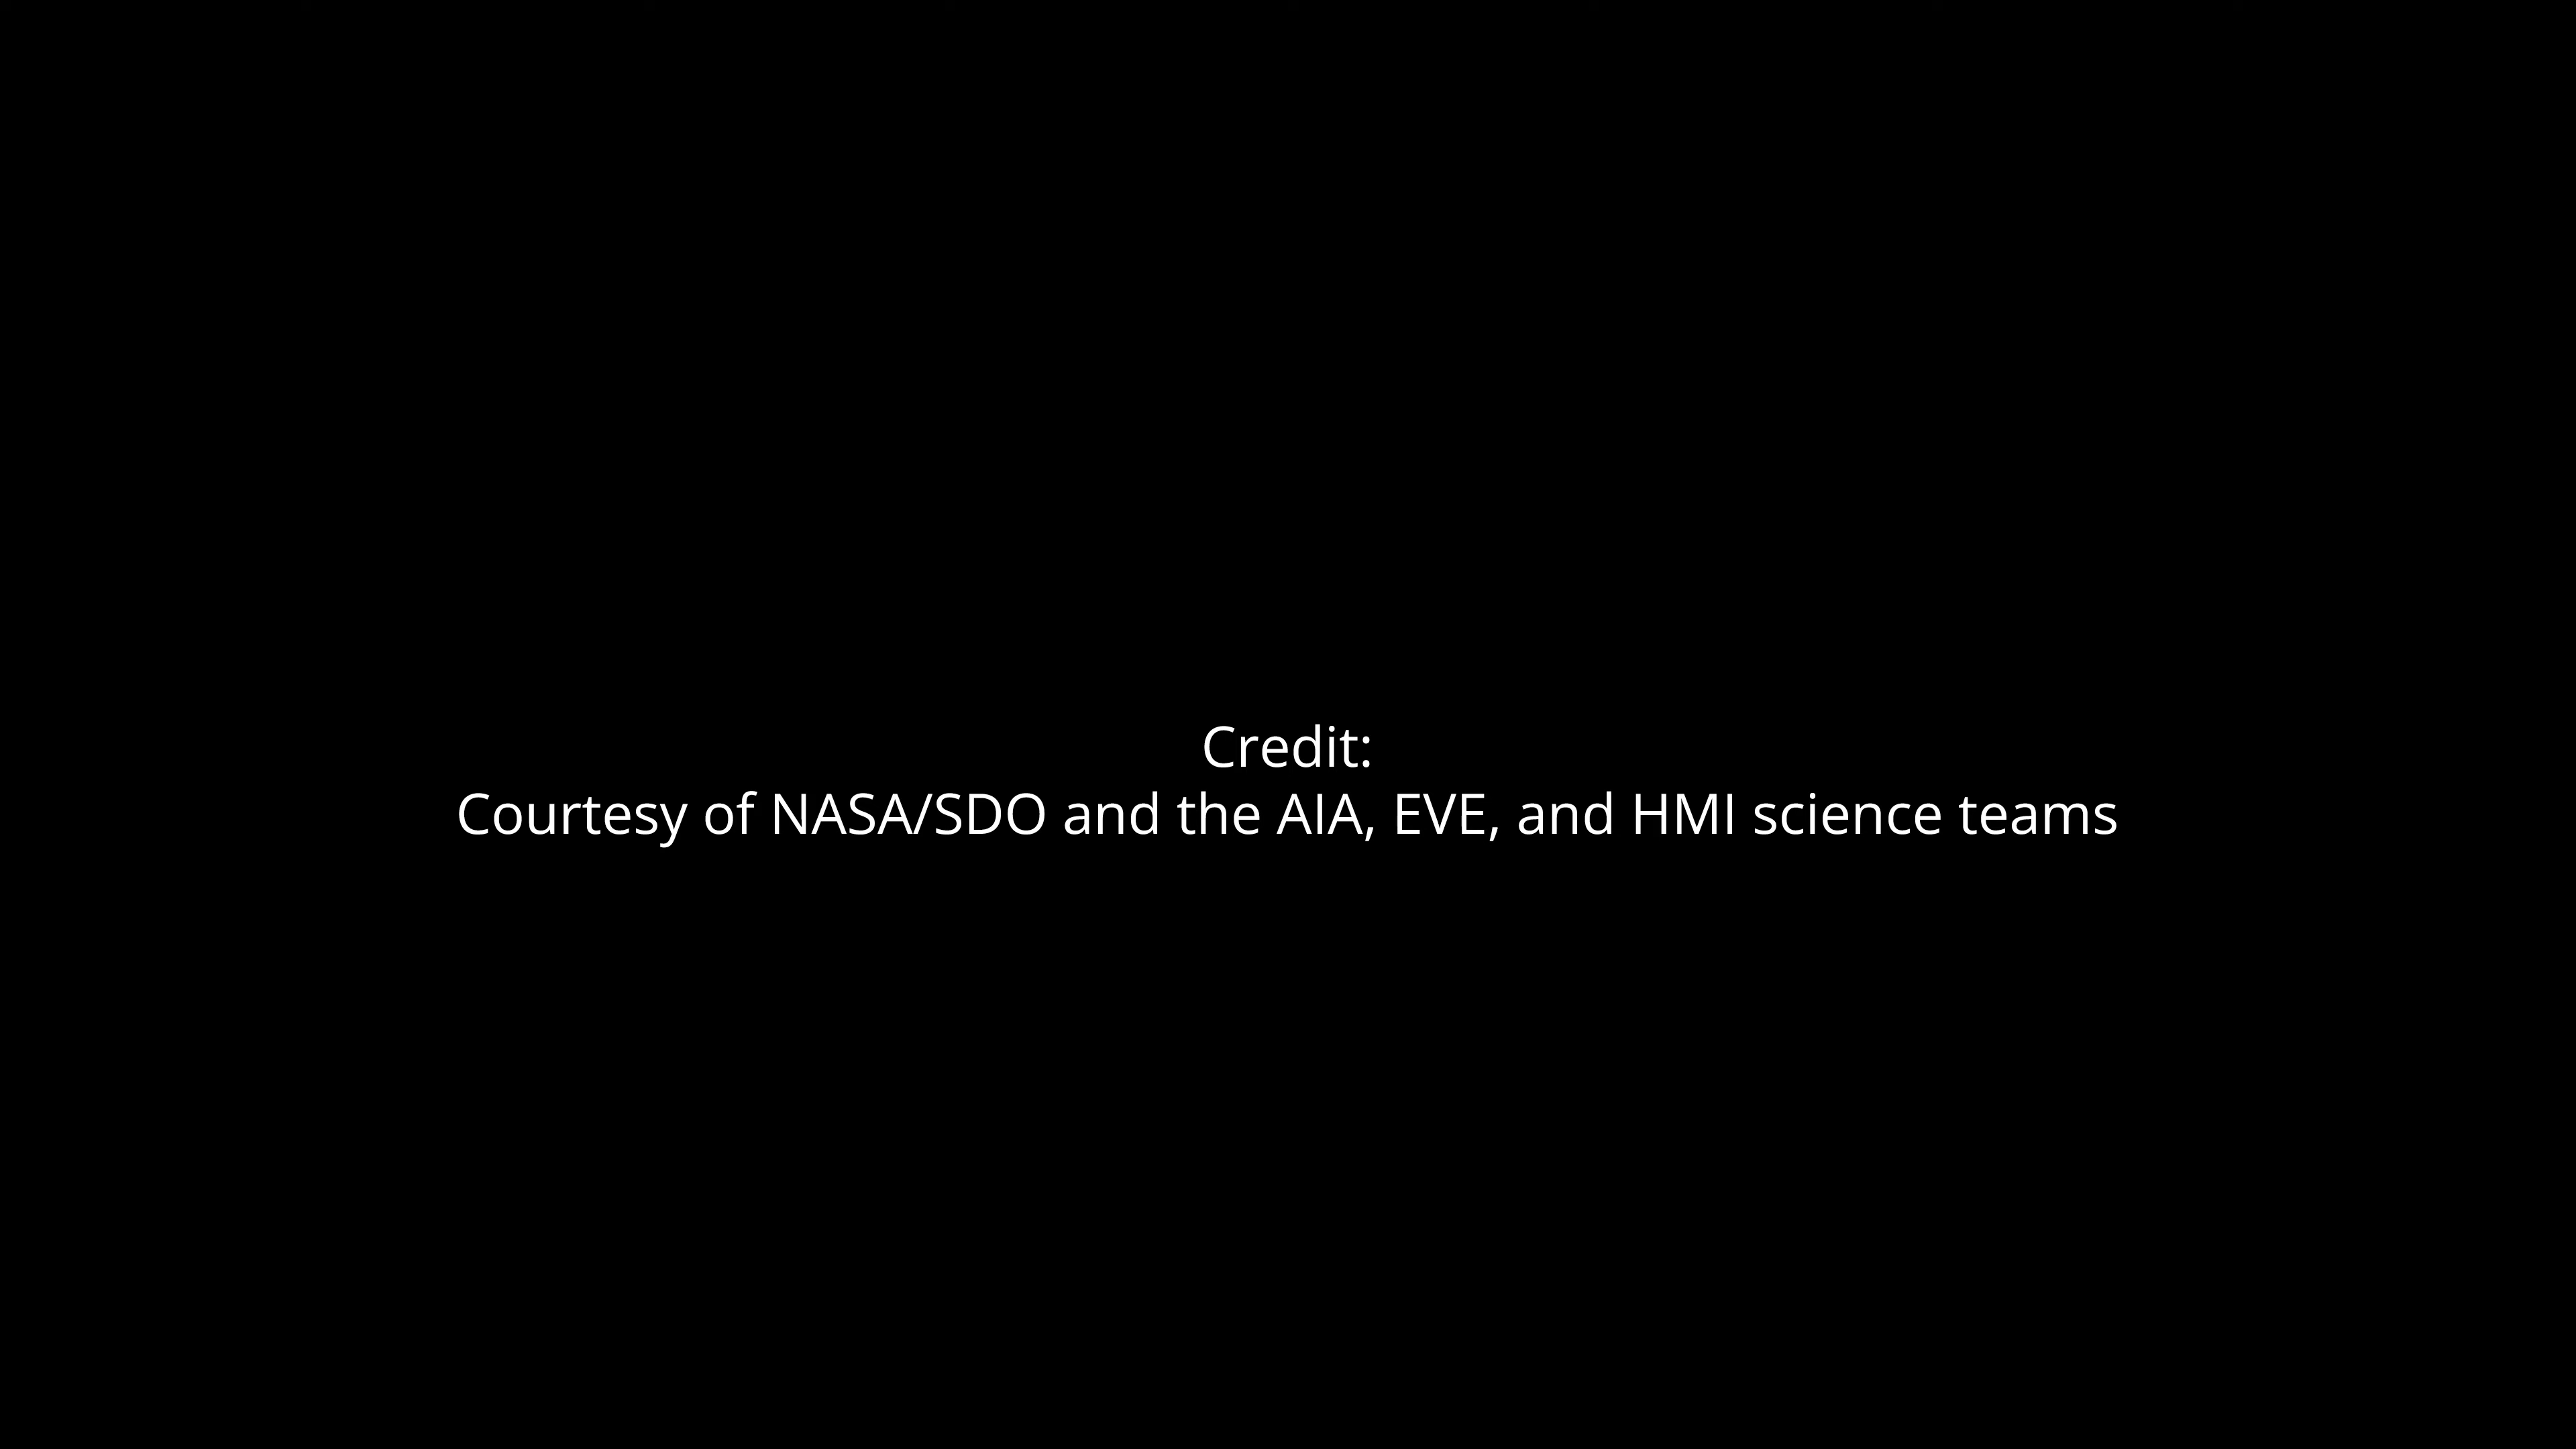 Credit:
Courtesy of NASA/SDO and the AIA, EVE, and HMI science teams